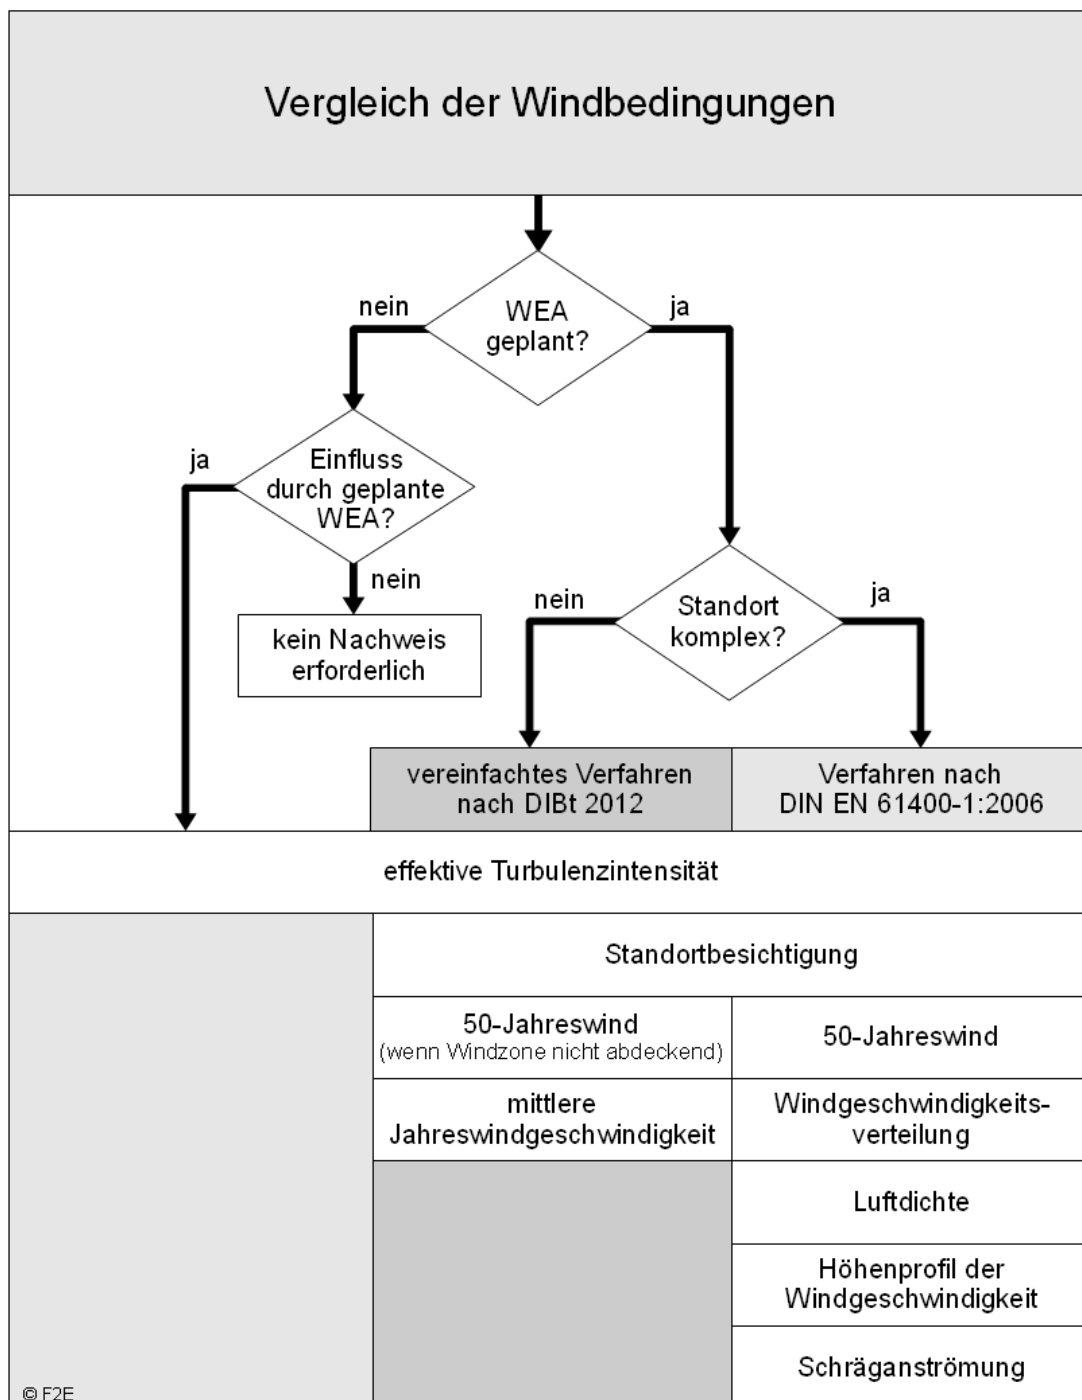 Vergleich der Windbedingungen
nein
WEA
geplant?
ja
ja
Einfluss
durch geplante
WEA?
nein
kein Nachweis
erforderlich
nein
Standort
komplex?
ja
vereinfachtes Verfahren
nach DIBt 2012
Verfahren nach
DIN EN 61400-1:2006
effektive Turbulenzintensität
Standortbesichtigung
50-Jahreswind
(wenn Windzone nicht abdeckend)
50-Jahreswind
mittlere
Jahreswindgeschwindigkeit
Windgeschwindigkeits-
verteilung
Luftdichte
Höhenprofil der
Windgeschwindigkeit
Schräganströmung
© F2E